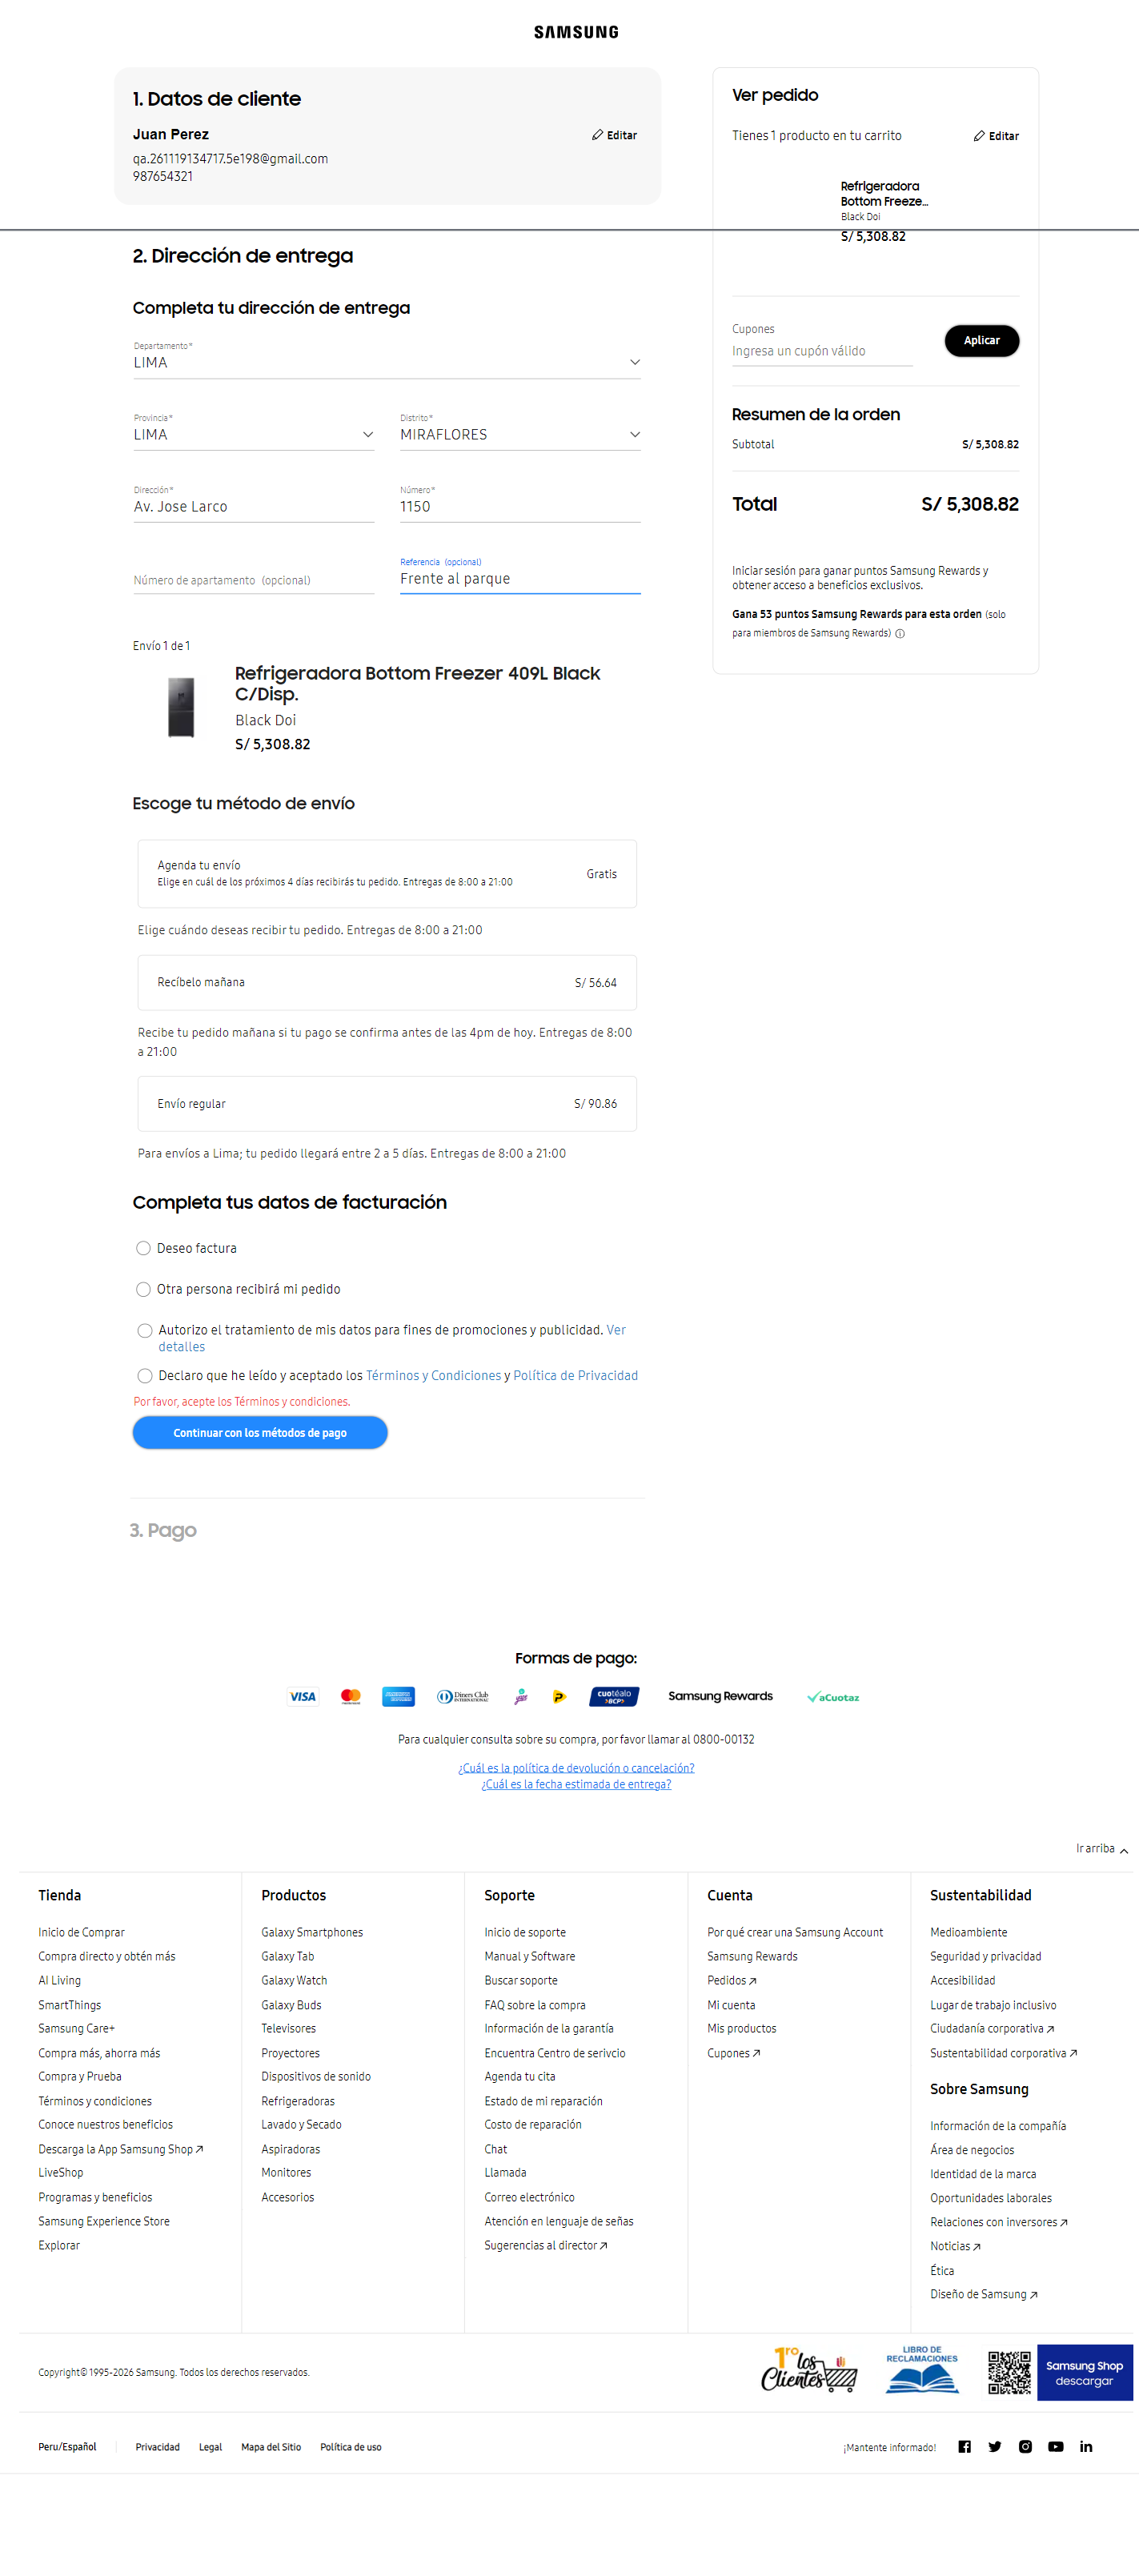 SAMSUNG
1. Datos de cliente
Juan Perez
Editar
qa.261119134717.5e198@gmail.com
987654321
Ver pedido
Tienes 1 producto en tu carrito
Editar
Refrigeradora
Bottom Freeze...
Black Doi
S/ 5,308.82
Cupones
Ingresa un cupón válido
Aplicar
Resumen de la orden
Subtotal
S/ 5,308.82
Total
S/ 5,308.82
Iniciar sesión para ganar puntos Samsung Rewards y
obtener acceso a beneficios exclusivos.
Gana 53 puntos Samsung Rewards para esta orden (solo
para miembros de Samsung Rewards)
2. Dirección de entrega
Completa tu dirección de entrega
Departamento*
LIMA
Provincia*
LIMA
Distrito*
MIRAFLORES
Dirección*
Av. Jose Larco
Número*
1150
Número de apartamento (opcional)
Referencia (opcional)
Frente al parque
Envío 1 de 1
Refrigeradora Bottom Freezer 409L Black
C/Disp.
Black Doi
S/ 5,308.82
Escoge tu método de envío
Agenda tu envío
Elige en cuál de los próximos 4 días recibirás tu pedido. Entregas de 8:00 a 21:00
Gratis
Elige cuándo deseas recibir tu pedido. Entregas de 8:00 a 21:00
Recíbelo mañana
S/ 56.64
Recibe tu pedido mañana si tu pago se confirma antes de las 4pm de hoy. Entregas de 8:00
a 21:00
Envío regular
S/ 90.86
Para envíos a Lima; tu pedido llegará entre 2 a 5 días. Entregas de 8:00 a 21:00
Completa tus datos de facturación
Deseo factura
Otra persona recibirá mi pedido
Autorizo el tratamiento de mis datos para fines de promociones y publicidad. Ver
detalles
Declaro que he leído y aceptado los Términos y Condiciones y Política de Privacidad
Por favor, acepte los Términos y condiciones.
Continuar con los métodos de pago
3. Pago
Formas de pago:
VISA
mastercard
AMERICAN EXPRESS
Diners Club
INTERNATIONAL
yape
P
cuotéalo
>BCP>
Samsung Rewards
aCuotaz
Para cualquier consulta sobre su compra, por favor llamar al 0800-00132
¿Cuál es la política de devolución o cancelación?
¿Cuál es la fecha estimada de entrega?
Ir arriba
Tienda
Inicio de Comprar
Compra directo y obtén más
AI Living
SmartThings
Samsung Care+
Compra más, ahorra más
Compra y Prueba
Términos y condiciones
Conoce nuestros beneficios
Descarga la App Samsung Shop
LiveShop
Programas y beneficios
Samsung Experience Store
Explorar
Productos
Galaxy Smartphones
Galaxy Tab
Galaxy Watch
Galaxy Buds
Televisores
Proyectores
Dispositivos de sonido
Refrigeradoras
Lavado y Secado
Aspiradoras
Monitores
Accesorios
Soporte
Inicio de soporte
Manual y Software
Buscar soporte
FAQ sobre la compra
Información de la garantía
Encuentra Centro de serivcio
Agenda tu cita
Estado de mi reparación
Costo de reparación
Chat
Llamada
Correo electrónico
Atención en lenguaje de señas
Sugerencias al director
Cuenta
Por qué crear una Samsung Account
Samsung Rewards
Pedidos
Mi cuenta
Mis productos
Cupones
Sustentabilidad
Medioambiente
Seguridad y privacidad
Accesibilidad
Lugar de trabajo inclusivo
Ciudadanía corporativa
Sustentabilidad corporativa
Sobre Samsung
Información de la compañía
Área de negocios
Identidad de la marca
Oportunidades laborales
Relaciones con inversores
Noticias
Ética
Diseño de Samsung
Copyright© 1995-2026 Samsung. Todos los derechos reservados.
1ro los
Clientes
LIBRO DE
RECLAMACIONES
Samsung Shop
descargar
Peru/Español
Privacidad
Legal
Mapa del Sitio
Política de uso
¡Mantente informado!